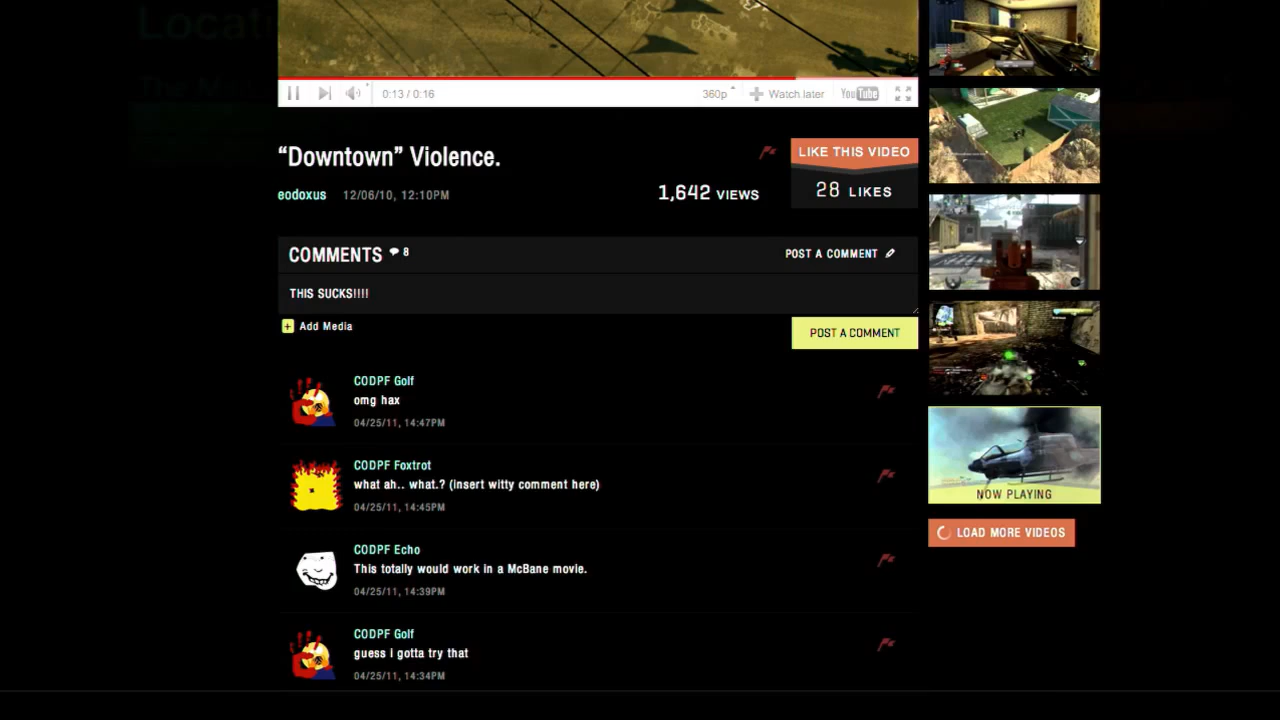 Locat
The M
0:13 / 0:16
360p
Watch later
YouTube
“Downtown” Violence.
LIKE THIS VIDEO
eodoxus 12/06/10, 12:10PM
1,642 VIEWS
28 LIKES
COMMENTS 8
POST A COMMENT
THIS SUCKS!!!!
Add Media
POST A COMMENT
CODPF Golf
omg hax
04/25/11, 14:47PM
CODPF Foxtrot
what ah.. what.? (insert witty comment here)
04/25/11, 14:45PM
NOW PLAYING
LOAD MORE VIDEOS
CODPF Echo
This totally would work in a McBane movie.
04/25/11, 14:39PM
CODPF Golf
guess I gotta try that
04/25/11, 14:34PM